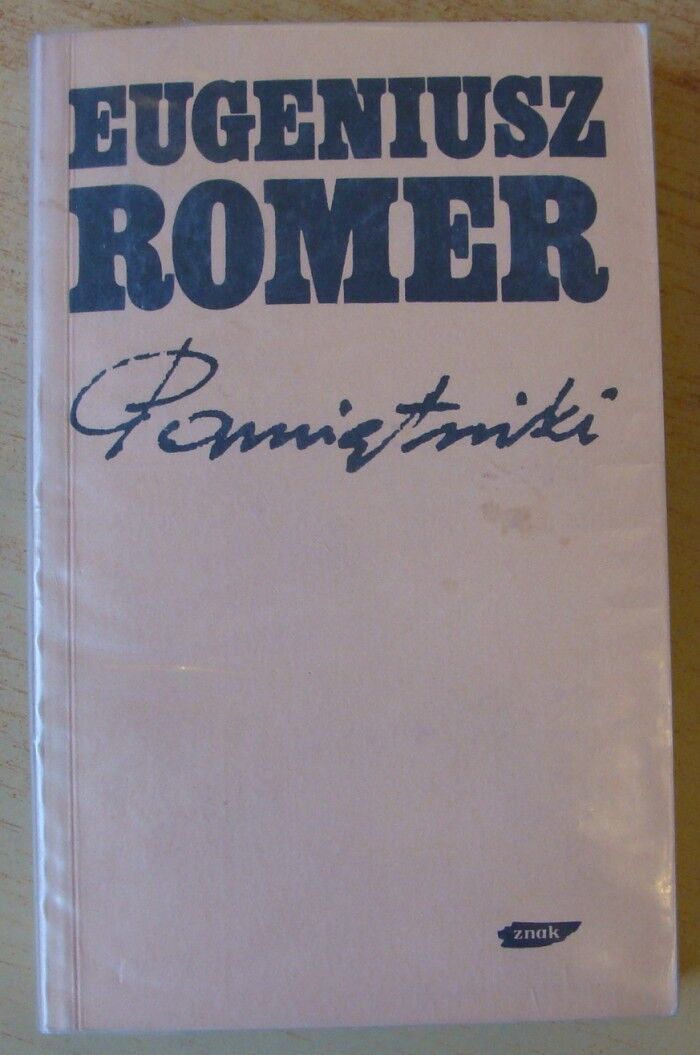 EUGENIUSZ
ROMER
Pamiętniki
znak